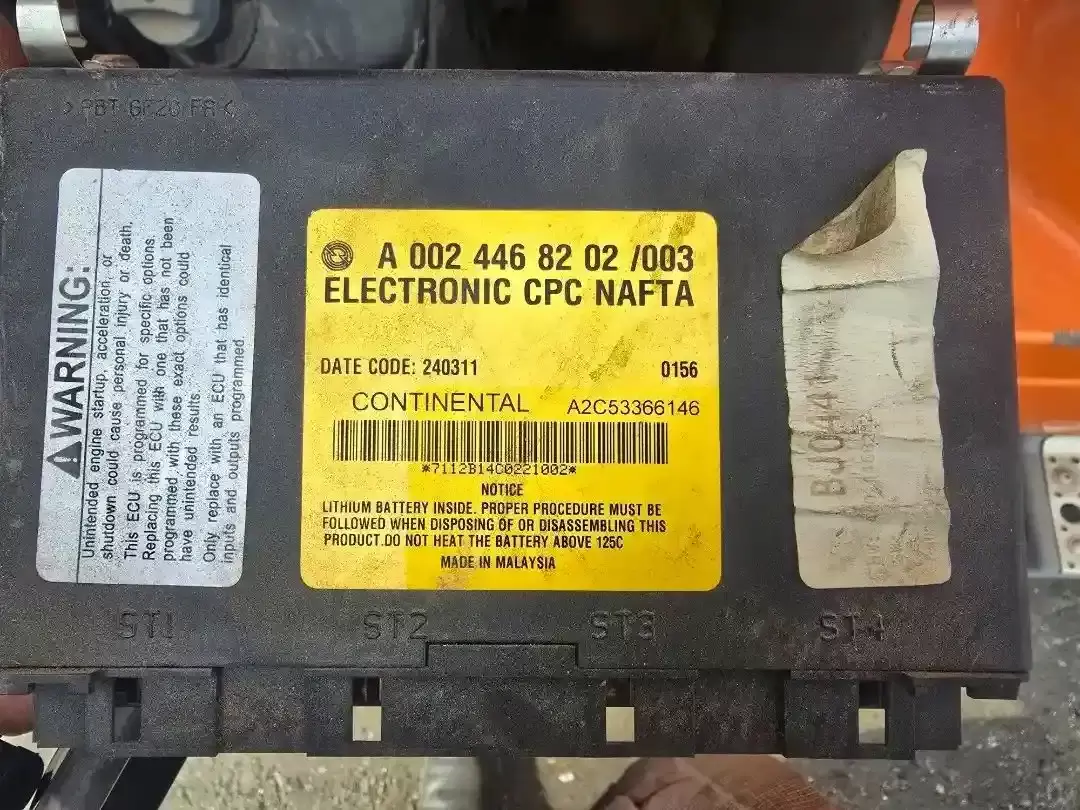 >PBT GF20 FR<
WARNING:
Unintended engine startup, acceleration, or
shutdown could cause personal injury or death.
This ECU is programmed for specific options.
Replacing this ECU with one that has not been
programmed with these exact options could
have unintended results.
Only replace with an ECU that has identical
inputs and outputs programmed.
A 002 446 82 02 /003
ELECTRONIC CPC NAFTA
DATE CODE: 240311 0156
CONTINENTAL A2C53366146
*7112B14C0221002*
NOTICE
LITHIUM BATTERY INSIDE. PROPER PROCEDURE MUST BE
FOLLOWED WHEN DISPOSING OF OR DISASSEMBLING THIS
PRODUCT.DO NOT HEAT THE BATTERY ABOVE 125C
MADE IN MALAYSIA
ST1 ST2 ST3 ST4